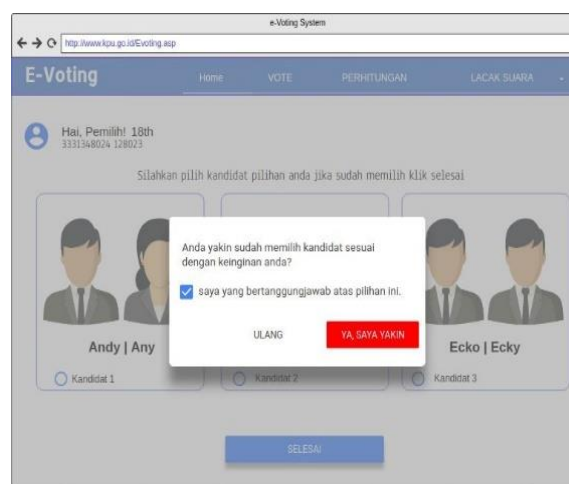 e-Voting System
http://www.kpu.go.id/Evoting.asp
E-Voting Home VOTE PERHITUNGAN LACAK SUARA
Hai, Pemilih! 18th
3331348024 128023
Silahkan pilih kandidat pilihan anda jika sudah memilih klik selesai
Anda yakin sudah memilih kandidat sesuai
dengan keinginan anda?
saya yang bertanggungjawab atas pilihan ini.
ULANG YA, SAYA YAKIN
Andy | Any
Ecko | Ecky
Kandidat 1
Kandidat 2
Kandidat 3
SELESAI